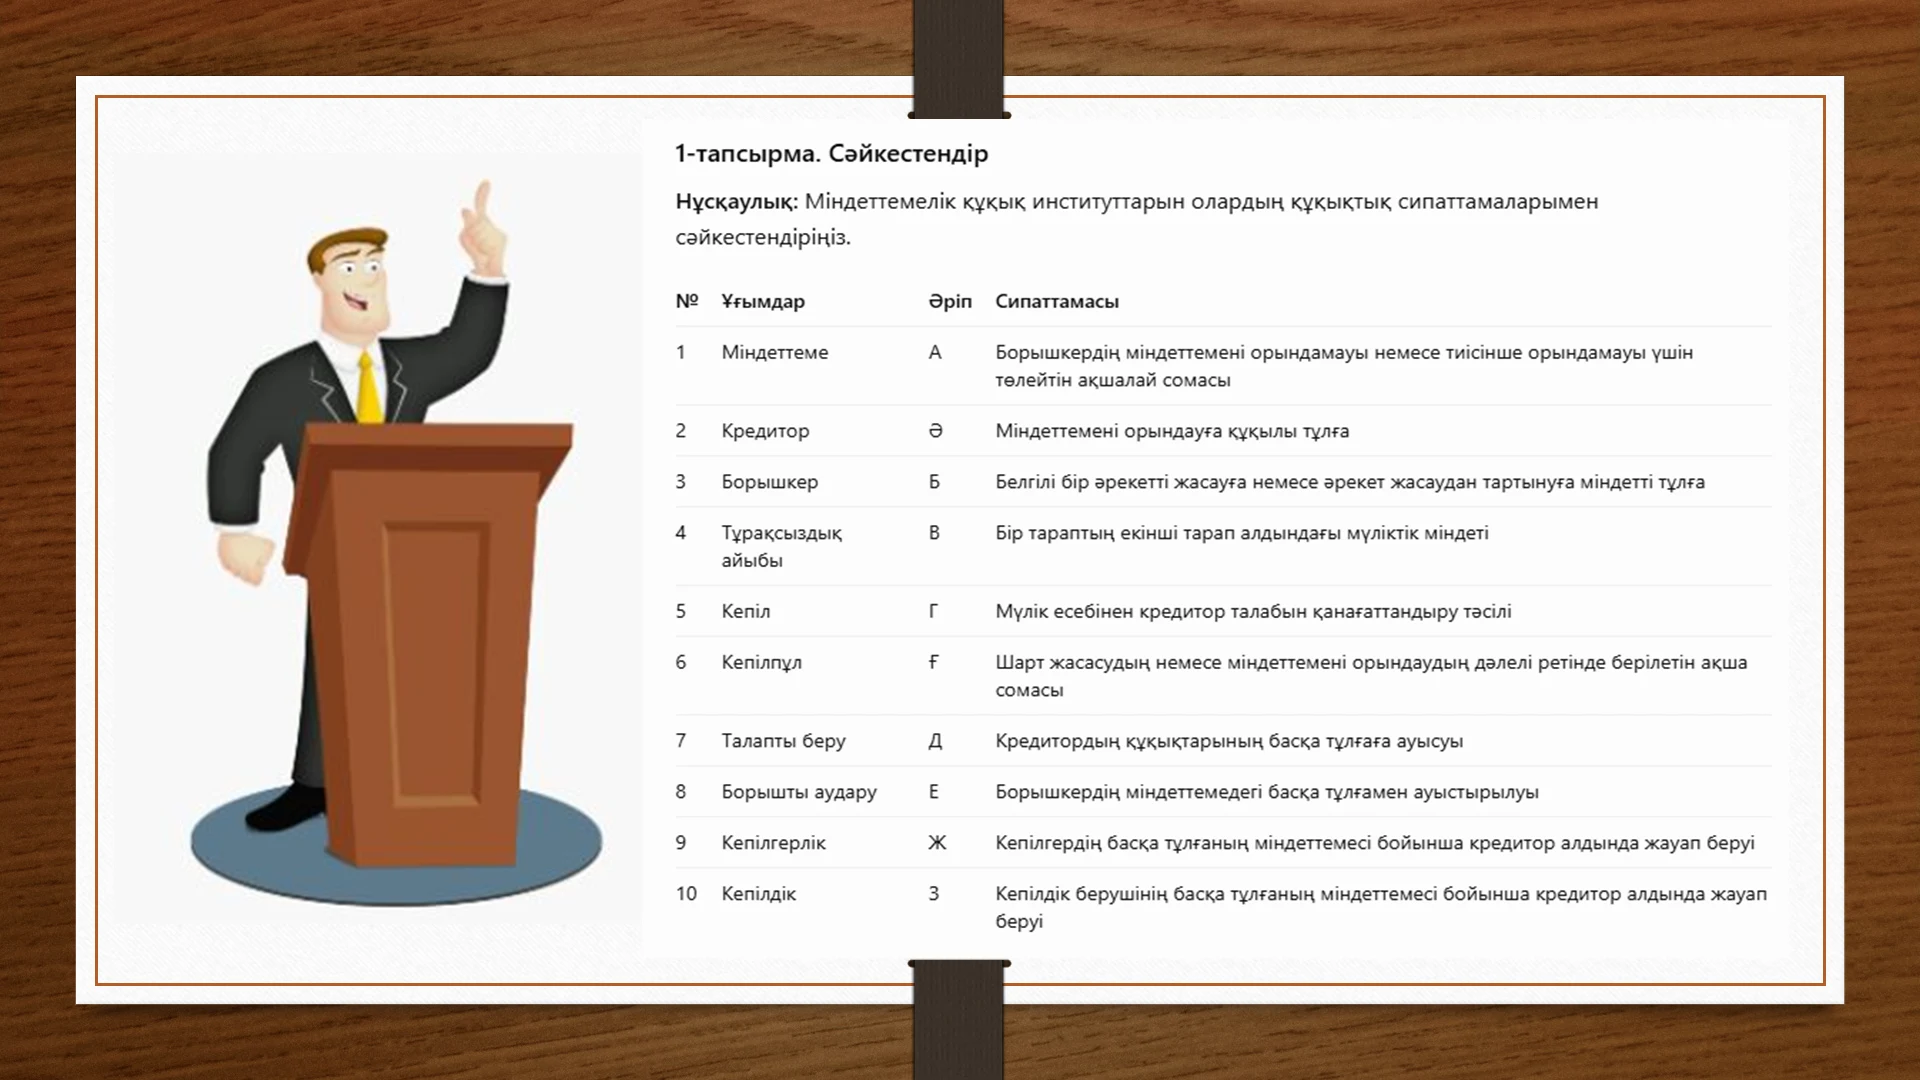 1-тапсырма. Сәйкестендір
Нұсқаулық: Міндеттемелік құқық институттарын олардың құқықтық сипаттамаларымен
сәйкестендіріңіз.
№ Ұғымдар Әріп Сипаттамасы
1 Міндеттеме А Борышкердің міндеттемені орындамауы немесе тиісінше орындамауы үшін
төлейтін ақшалай сомасы
2 Кредитор Ә Міндеттемені орындауға құқылы тұлға
3 Борышкер Б Белгілі бір әрекетті жасауға немесе әрекет жасаудан тартынуға міндетті тұлға
4 Тұрақсыздық В Бір тараптың екінші тарап алдындағы мүліктік міндеті
айыбы
5 Кепіл Г Мүлік есебінен кредитор талабын қанағаттандыру тәсілі
6 Кепілпұл Ғ Шарт жасасудың немесе міндеттемені орындаудың дәлелі ретінде берілетін ақша
сомасы
7 Талапты беру Д Кредитордың құқықтарының басқа тұлғаға ауысуы
8 Борышты аудару Е Борышкердің міндеттемедегі басқа тұлғамен ауыстырылуы
9 Кепілгерлік Ж Кепілгердің басқа тұлғаның міндеттемесі бойынша кредитор алдында жауап беруі
10 Кепілдік З Кепілдік берушінің басқа тұлғаның міндеттемесі бойынша кредитор алдында жауап
беруі